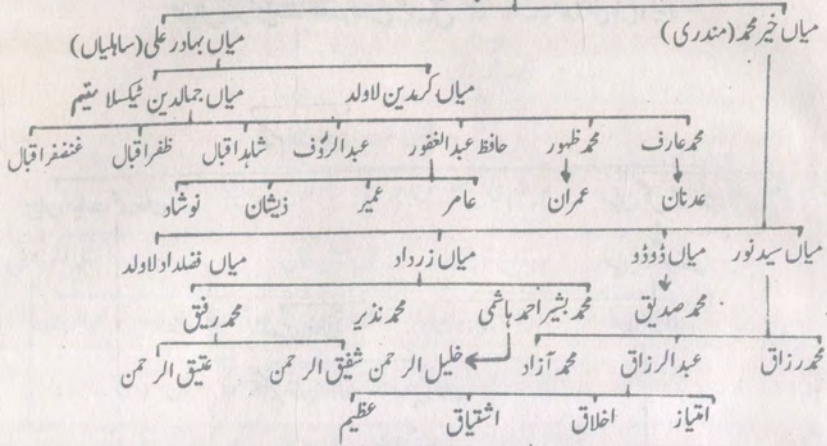 میاں خیر محمد (مندری) میاں بہادر علی (ساہلیاں)
میاں کرمدین لاولد میاں جمالدین ٹیکسلا مقیم
محمد عارف محمد ظہور حافظ عبدالغفور عبدالرؤف شاہد اقبال ظفر اقبال غضنفر اقبال
عدنان عمران عامر عمیر ذیشان نوشاد
میاں سید نور میاں ڈوڈو میاں زرداد میاں فضلداد لاولد
محمد صدیق محمد بشیر احمد ہاشمی محمد نذیر محمد رفیق
محمد رزاق عبدالرزاق محمد آزاد خلیل الرحمن شفیق الرحمن عتیق الرحمن
امتیاز اخلاق اشتیاق عظیم